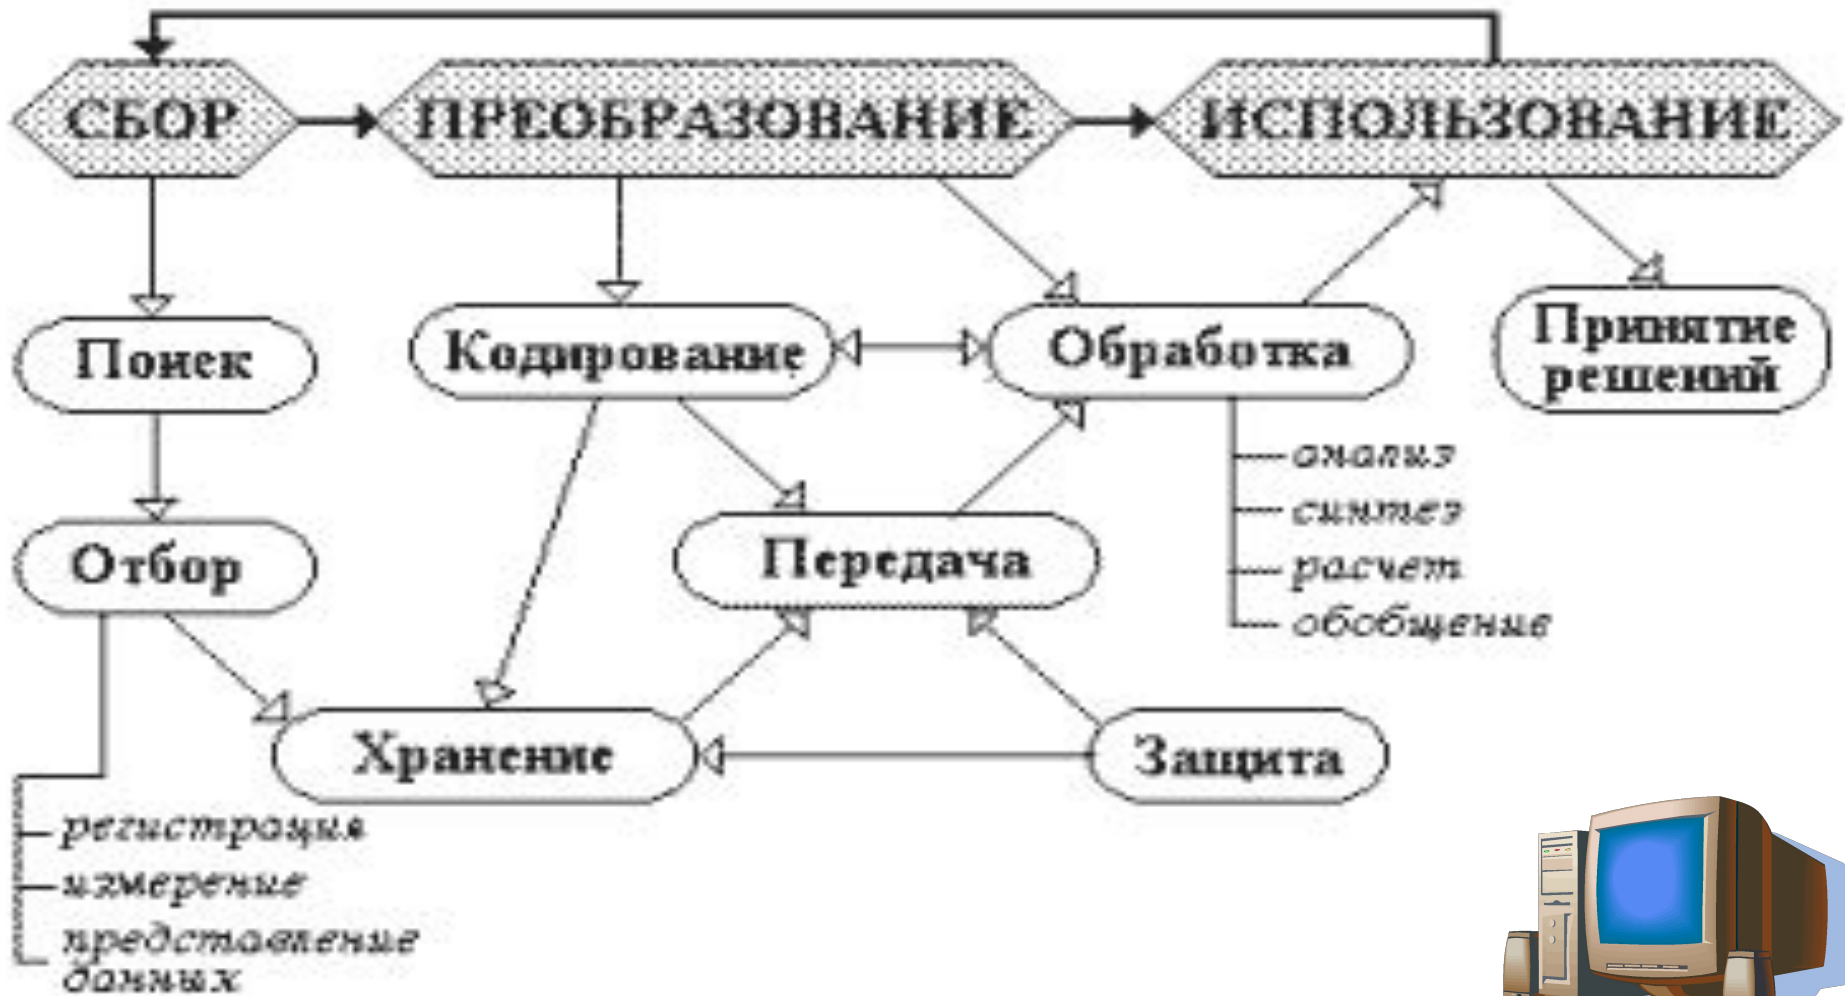 СБОР
ПРЕОБРАЗОВАНИЕ
ИСПОЛЬЗОВАНИЕ
Поиек
Кодирование
Обработка
Принятие
решений
анализ
синтез
расчет
обобщение
Отбор
Передача
Хранение
Защита
регистрация
измерение
представление
данных